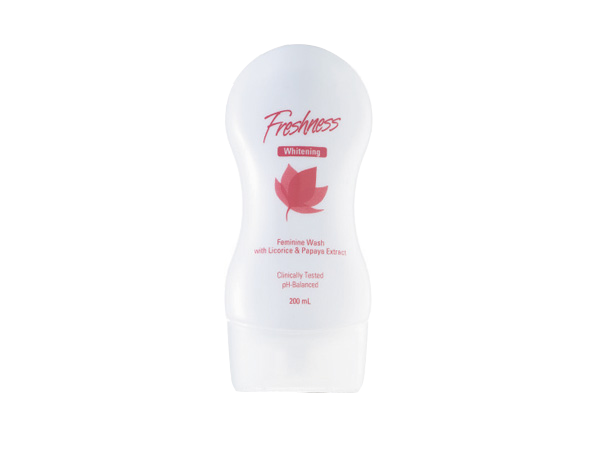 Freshness
Whitening
Feminine Wash
with Licorice & Papaya Extract
Clinically Tested
pH-Balanced
200 mL